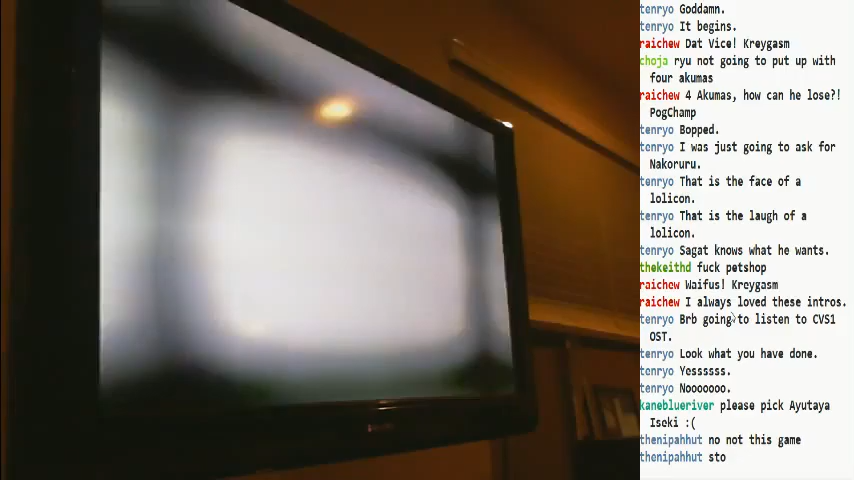 tenryo Goddamn.
tenryo It begins.
raichew Dat Vice! Kreygasm
choja ryu not going to put up with
four akumas
raichew 4 Akumas, how can he lose?!
PogChamp
tenryo Bopped.
tenryo I was just going to ask for
Nakoruru.
tenryo That is the face of a
lolicon.
tenryo That is the laugh of a
lolicon.
tenryo Sagat knows what he wants.
thekeithd fuck petshop
raichew Waifus! Kreygasm
raichew I always loved these intros.
tenryo Brb going to listen to CVS1
OST.
tenryo Look what you have done.
tenryo Yessssss.
tenryo Nooooooo.
kaneblueriver please pick Ayutaya
Iseki :(
thenipahhut no not this game
thenipahhut sto